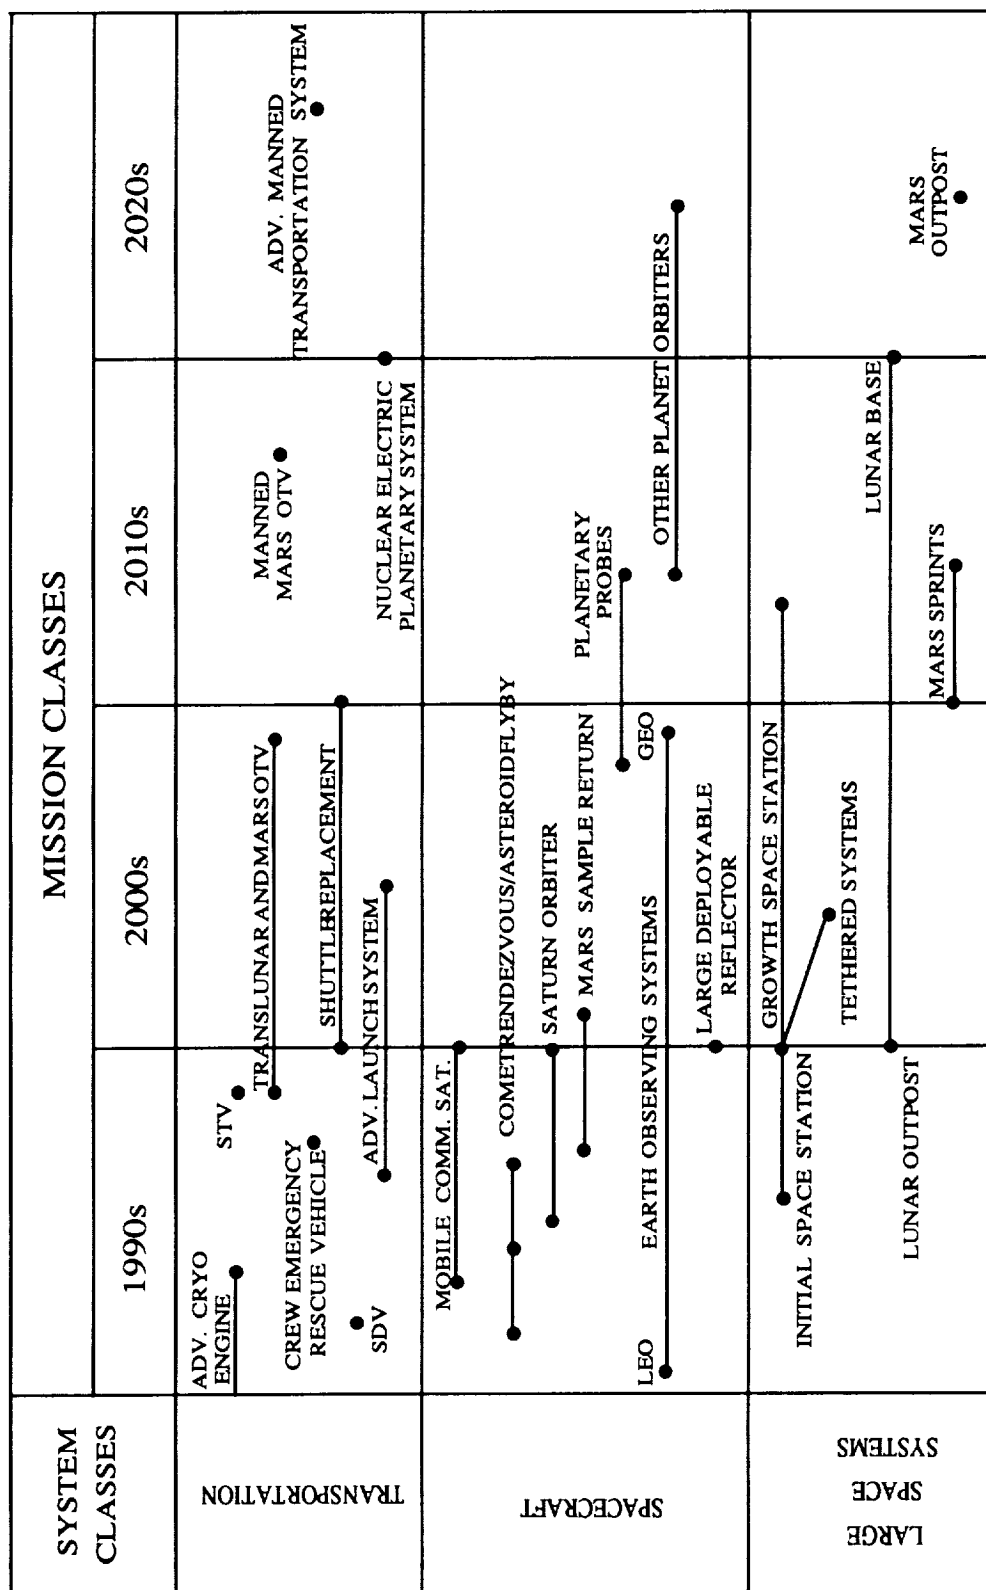 MISSION CLASSES
SYSTEM
CLASSES
1990s
2000s
2010s
2020s
TRANSPORTATION
ADV. CRYO
ENGINE
STV
TRANSLUNAR AND MARS OTV
CREW EMERGENCY
RESCUE VEHICLE
SHUTTLE REPLACEMENT
SDV
ADV. LAUNCH SYSTEM
MANNED
MARS OTV
NUCLEAR ELECTRIC
PLANETARY SYSTEM
ADV. MANNED
TRANSPORTATION SYSTEM
SPACECRAFT
MOBILE COMM. SAT.
COMET RENDEZVOUS/ASTEROID FLYBY
SATURN ORBITER
MARS SAMPLE RETURN
PLANETARY
PROBES
LEO
EARTH OBSERVING SYSTEMS
GEO
OTHER PLANET ORBITERS
LARGE DEPLOYABLE
REFLECTOR
LARGE
SPACE
SYSTEMS
INITIAL SPACE STATION
GROWTH SPACE STATION
TETHERED SYSTEMS
LUNAR OUTPOST
LUNAR BASE
MARS SPRINTS
MARS
OUTPOST